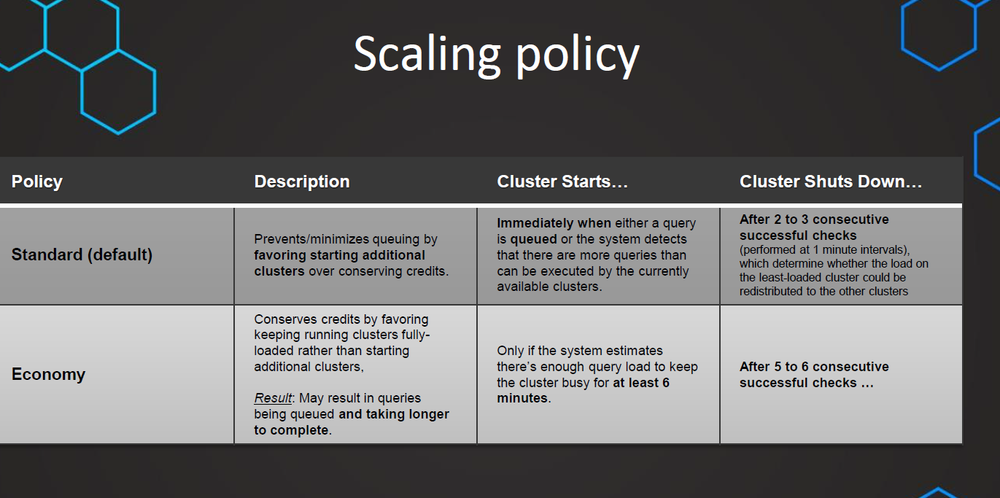 Scaling policy
Policy
Description
Cluster Starts…
Cluster Shuts Down…
Standard (default)
Prevents/minimizes queuing by
favoring starting additional
clusters over conserving credits.
Immediately when either a query
is queued or the system detects
that there are more queries than
can be executed by the currently
available clusters.
After 2 to 3 consecutive
successful checks
(performed at 1 minute intervals),
which determine whether the load on
the least-loaded cluster could be
redistributed to the other clusters
Economy
Conserves credits by favoring
keeping running clusters fully-
loaded rather than starting
additional clusters,
Result: May result in queries
being queued and taking longer
to complete.
Only if the system estimates
there's enough query load to keep
the cluster busy for at least 6
minutes.
After 5 to 6 consecutive
successful checks …